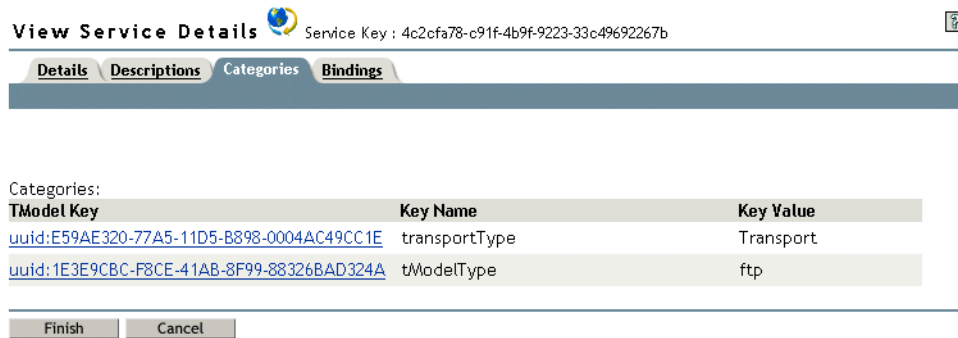 View Service Details Service Key : 4c2cfa78-c91f-4b9f-9223-33c49692267b ?
Details Descriptions Categories Bindings
Categories:
TModel Key Key Name Key Value
uuid:E59AE320-77A5-11D5-B898-0004AC49CC1E transportType Transport
uuid:1E3E9CBC-F8CE-41AB-8F99-88326BAD324A tModelType ftp
Finish Cancel